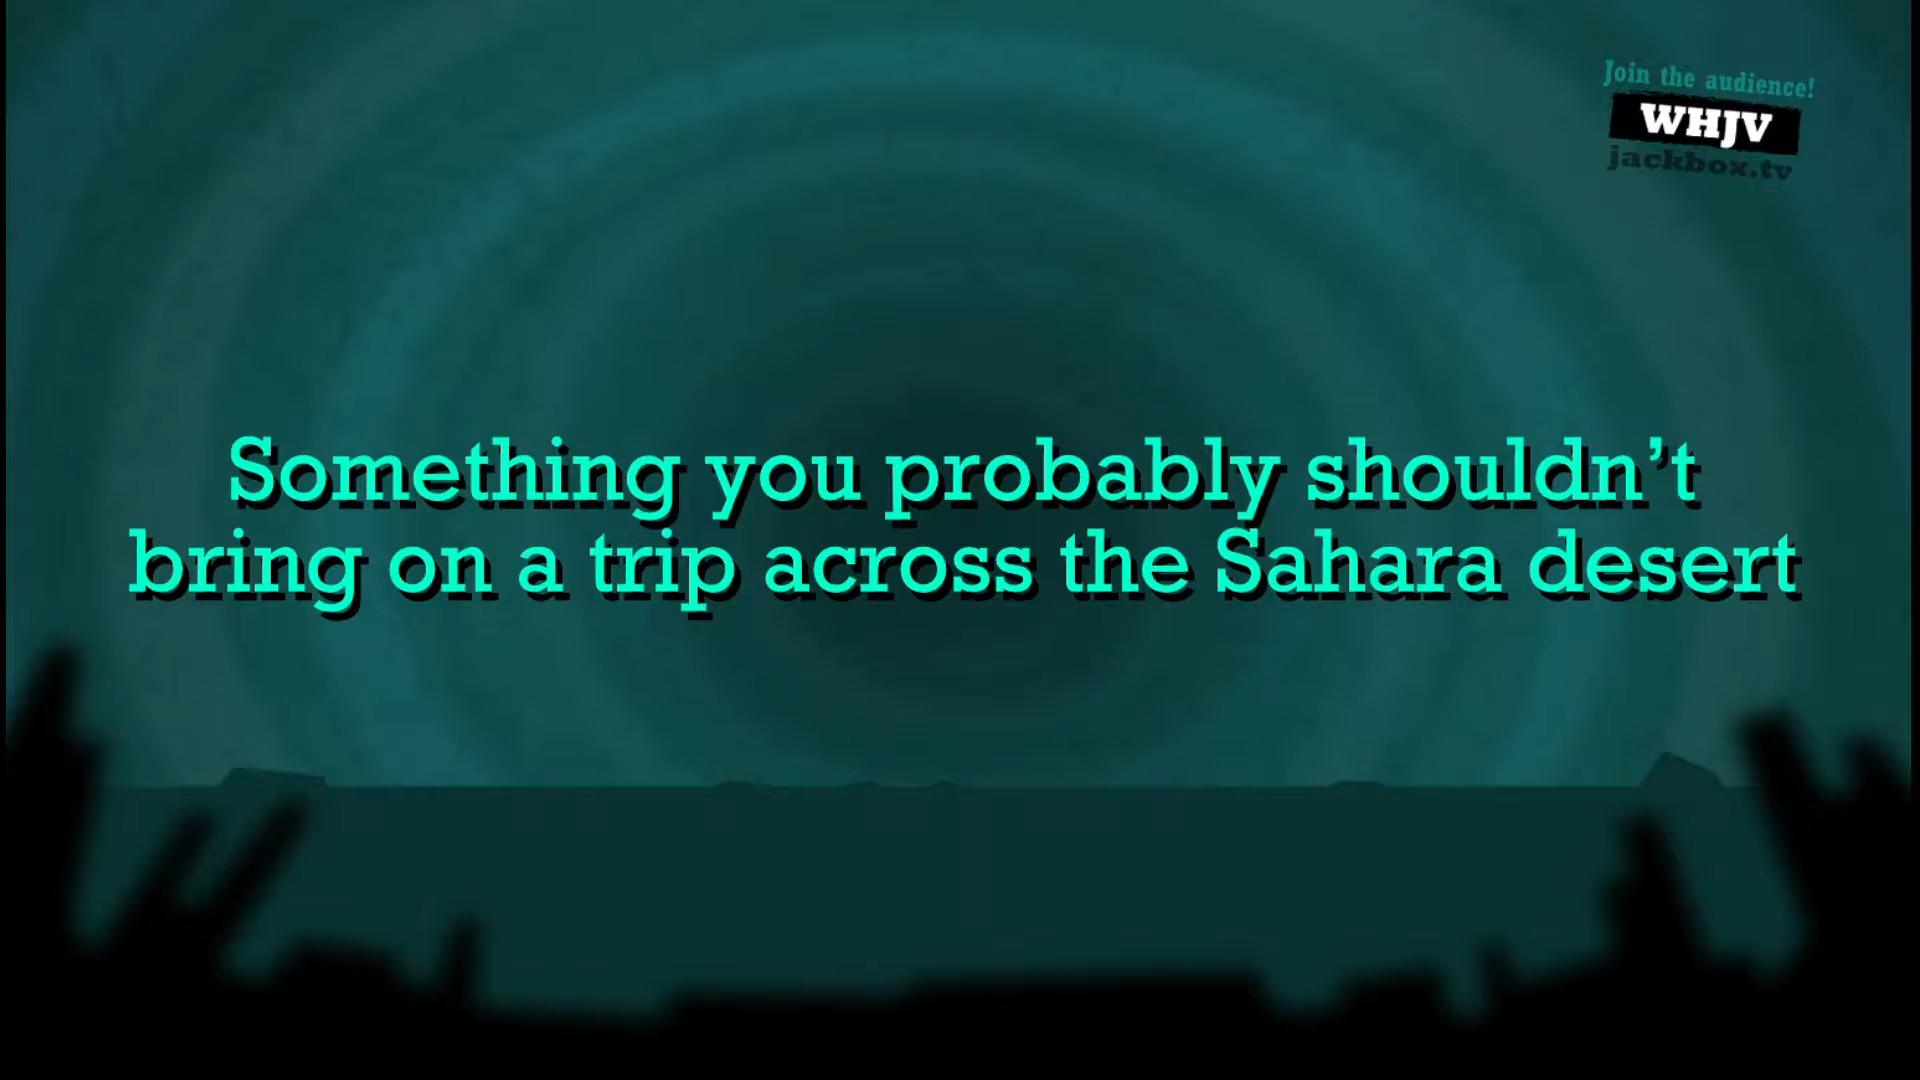 Join the audience!
WHJV
jackbox.tv
Something you probably shouldn’t
bring on a trip across the Sahara desert